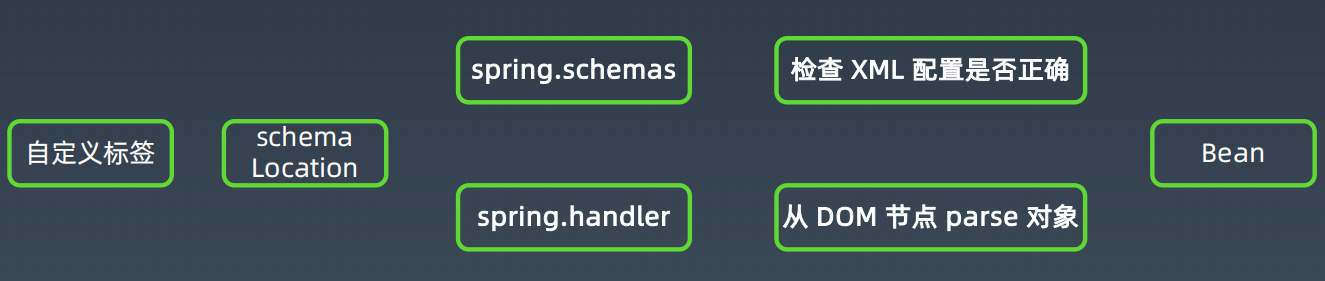 自定义标签
schema
Location
spring.schemas
检查 XML 配置是否正确
spring.handler
从 DOM 节点 parse 对象
Bean